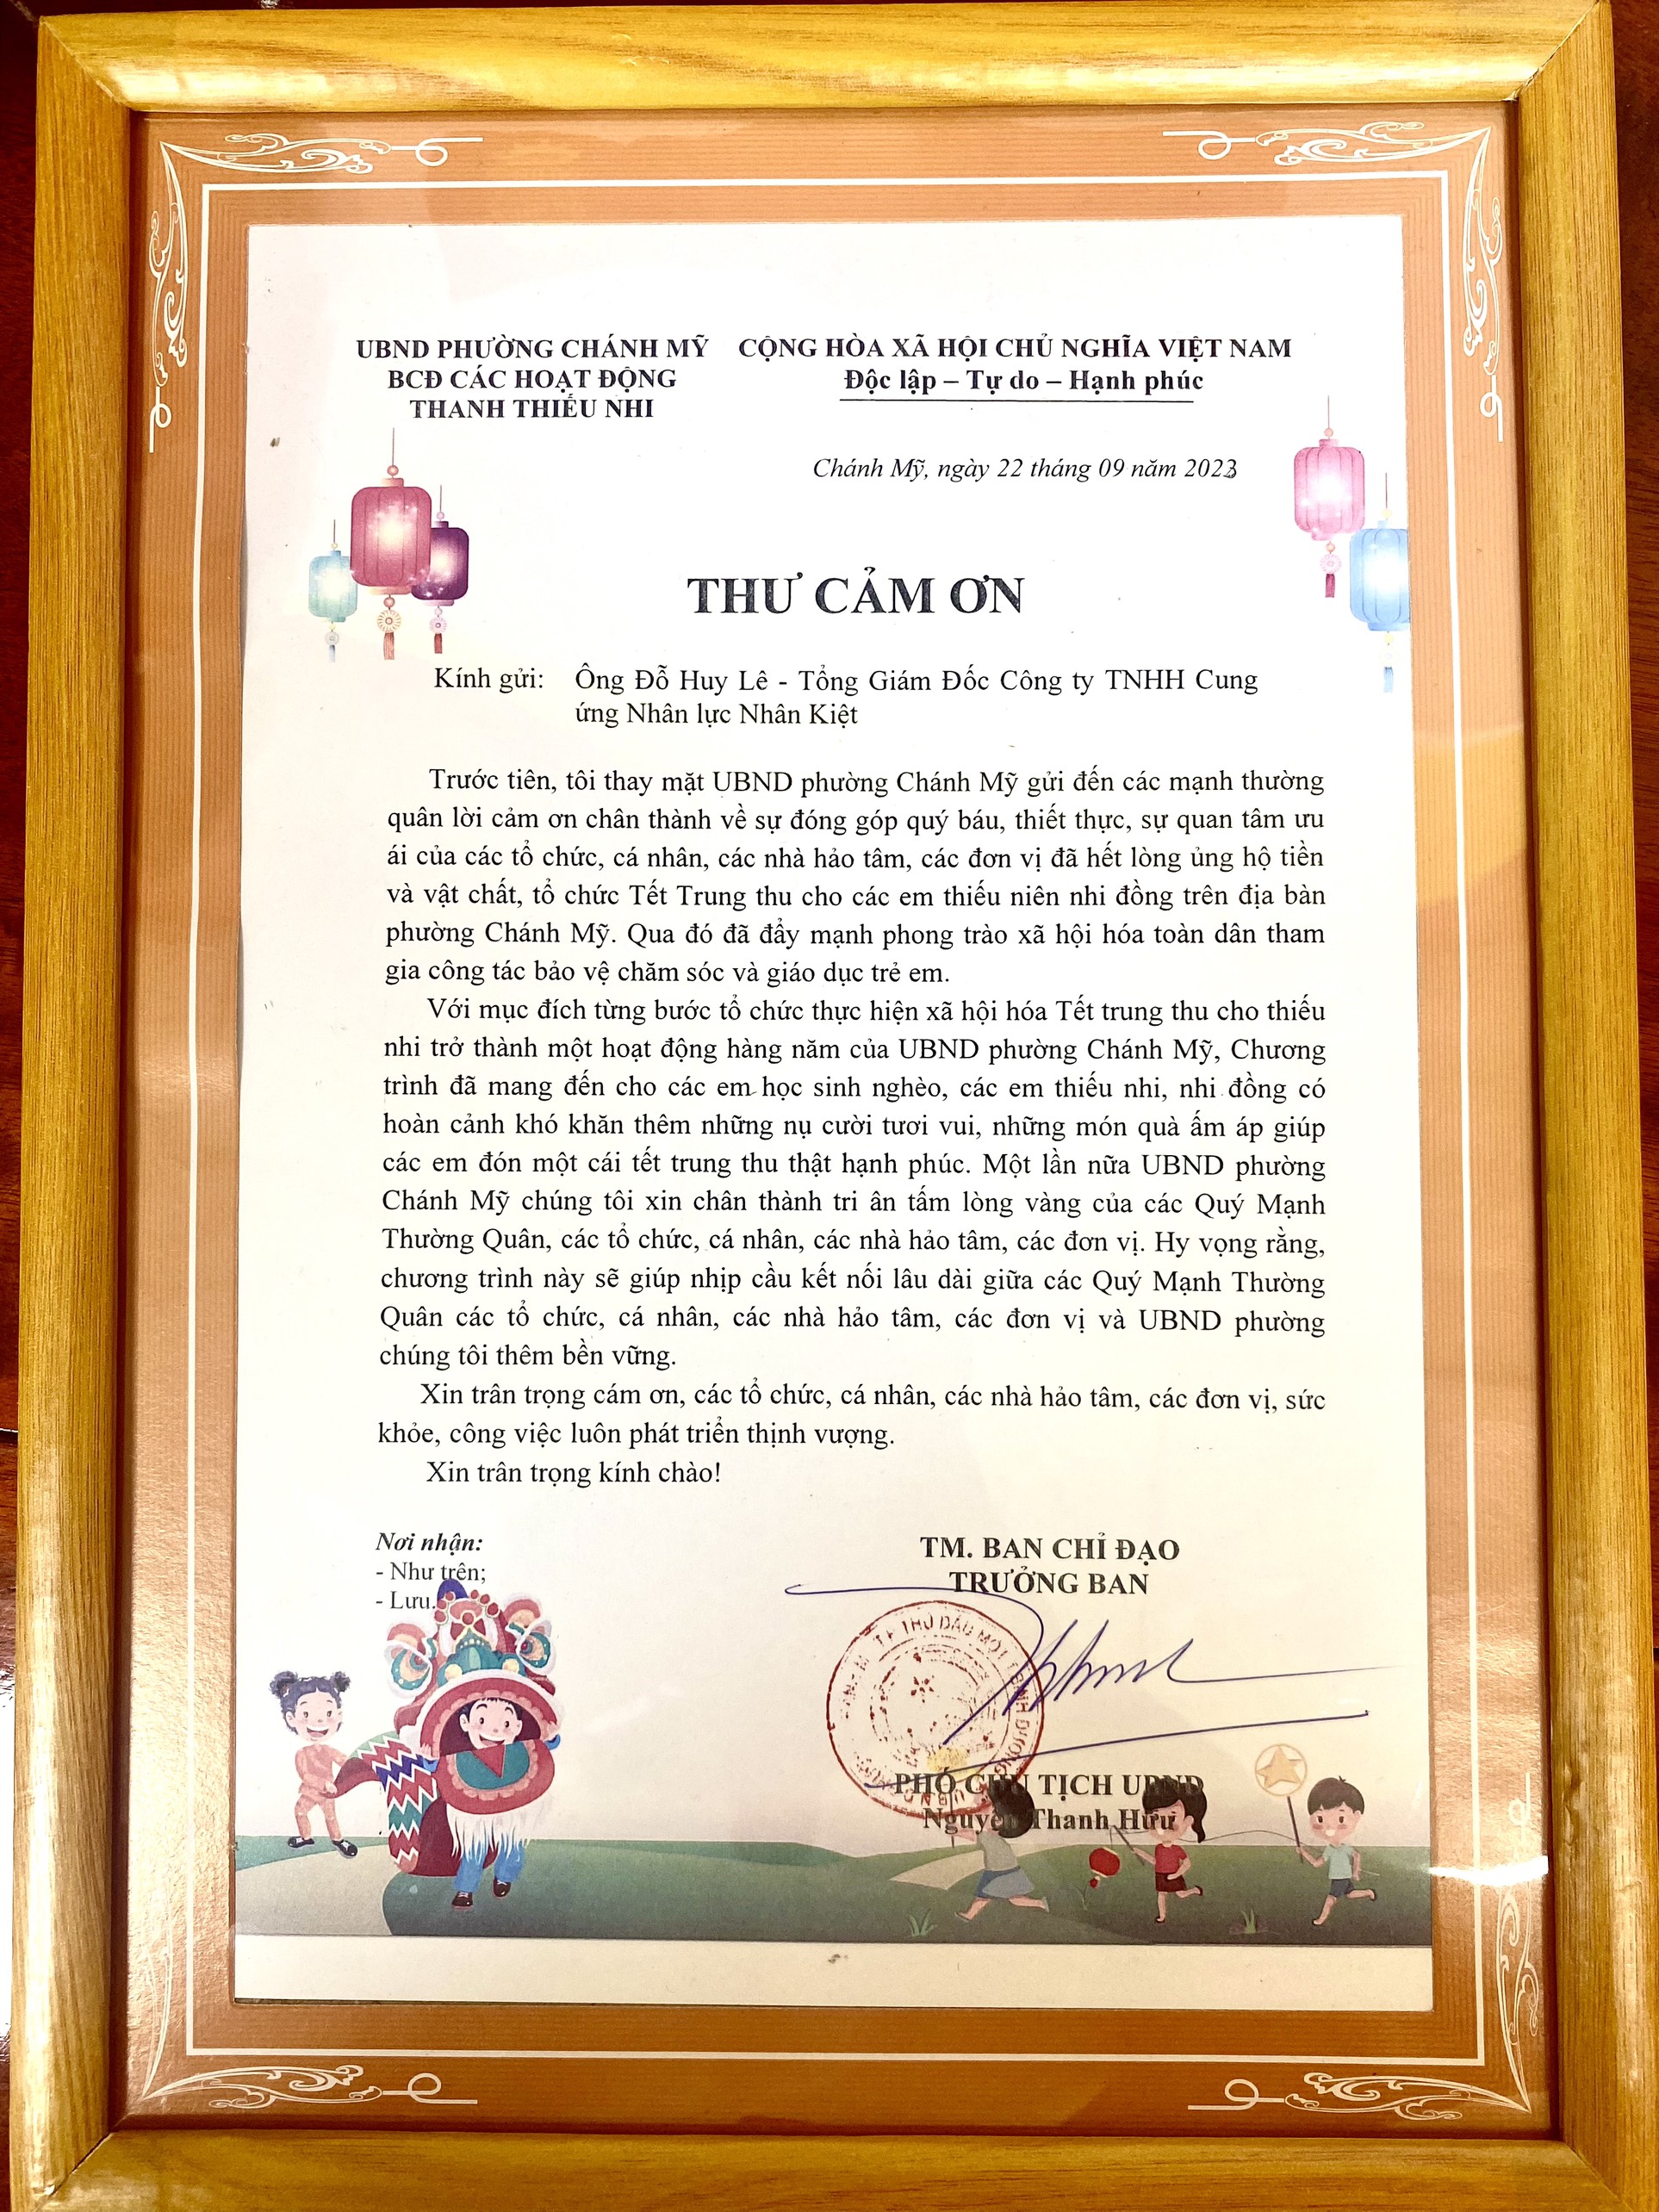 UBND PHƯỜNG CHÁNH MỸ
BCĐ CÁC HOẠT ĐỘNG
THANH THIẾU NHI
CỘNG HÒA XÃ HỘI CHỦ NGHĨA VIỆT NAM
Độc lập – Tự do – Hạnh phúc
Chánh Mỹ, ngày 22 tháng 09 năm 2023
THƯ CẢM ƠN
Kính gửi: Ông Đỗ Huy Lê - Tổng Giám Đốc Công ty TNHH Cung
ứng Nhân lực Nhân Kiệt
Trước tiên, tôi thay mặt UBND phường Chánh Mỹ gửi đến các mạnh thường
quân lời cảm ơn chân thành về sự đóng góp quý báu, thiết thực, sự quan tâm ưu
ái của các tổ chức, cá nhân, các nhà hảo tâm, các đơn vị đã hết lòng ủng hộ tiền
và vật chất, tổ chức Tết Trung thu cho các em thiếu niên nhi đồng trên địa bàn
phường Chánh Mỹ. Qua đó đã đẩy mạnh phong trào xã hội hóa toàn dân tham
gia công tác bảo vệ chăm sóc và giáo dục trẻ em.
Với mục đích từng bước tổ chức thực hiện xã hội hóa Tết trung thu cho thiếu
nhi trở thành một hoạt động hàng năm của UBND phường Chánh Mỹ, Chương
trình đã mang đến cho các em học sinh nghèo, các em thiếu nhi, nhi đồng có
hoàn cảnh khó khăn thêm những nụ cười tươi vui, những món quà ấm áp giúp
các em đón một cái tết trung thu thật hạnh phúc. Một lần nữa UBND phường
Chánh Mỹ chúng tôi xin chân thành tri ân tấm lòng vàng của các Quý Mạnh
Thường Quân, các tổ chức, cá nhân, các nhà hảo tâm, các đơn vị. Hy vọng rằng,
chương trình này sẽ giúp nhịp cầu kết nối lâu dài giữa các Quý Mạnh Thường
Quân các tổ chức, cá nhân, các nhà hảo tâm, các đơn vị và UBND phường
chúng tôi thêm bền vững.
Xin trân trọng cám ơn, các tổ chức, cá nhân, các nhà hảo tâm, các đơn vị, sức
khỏe, công việc luôn phát triển thịnh vượng.
Xin trân trọng kính chào!
Nơi nhận:
- Như trên;
- Lưu.
TM. BAN CHỈ ĐẠO
TRƯỞNG BAN
PHÓ CHỦ TỊCH UBND
Nguyễn Thanh Hữu